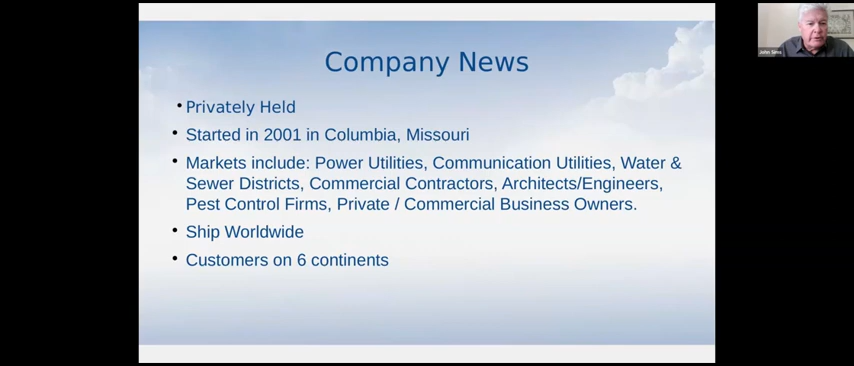 Company News
• Privately Held
• Started in 2001 in Columbia, Missouri
• Markets include: Power Utilities, Communication Utilities, Water &
Sewer Districts, Commercial Contractors, Architects/Engineers,
Pest Control Firms, Private / Commercial Business Owners.
• Ship Worldwide
• Customers on 6 continents
John